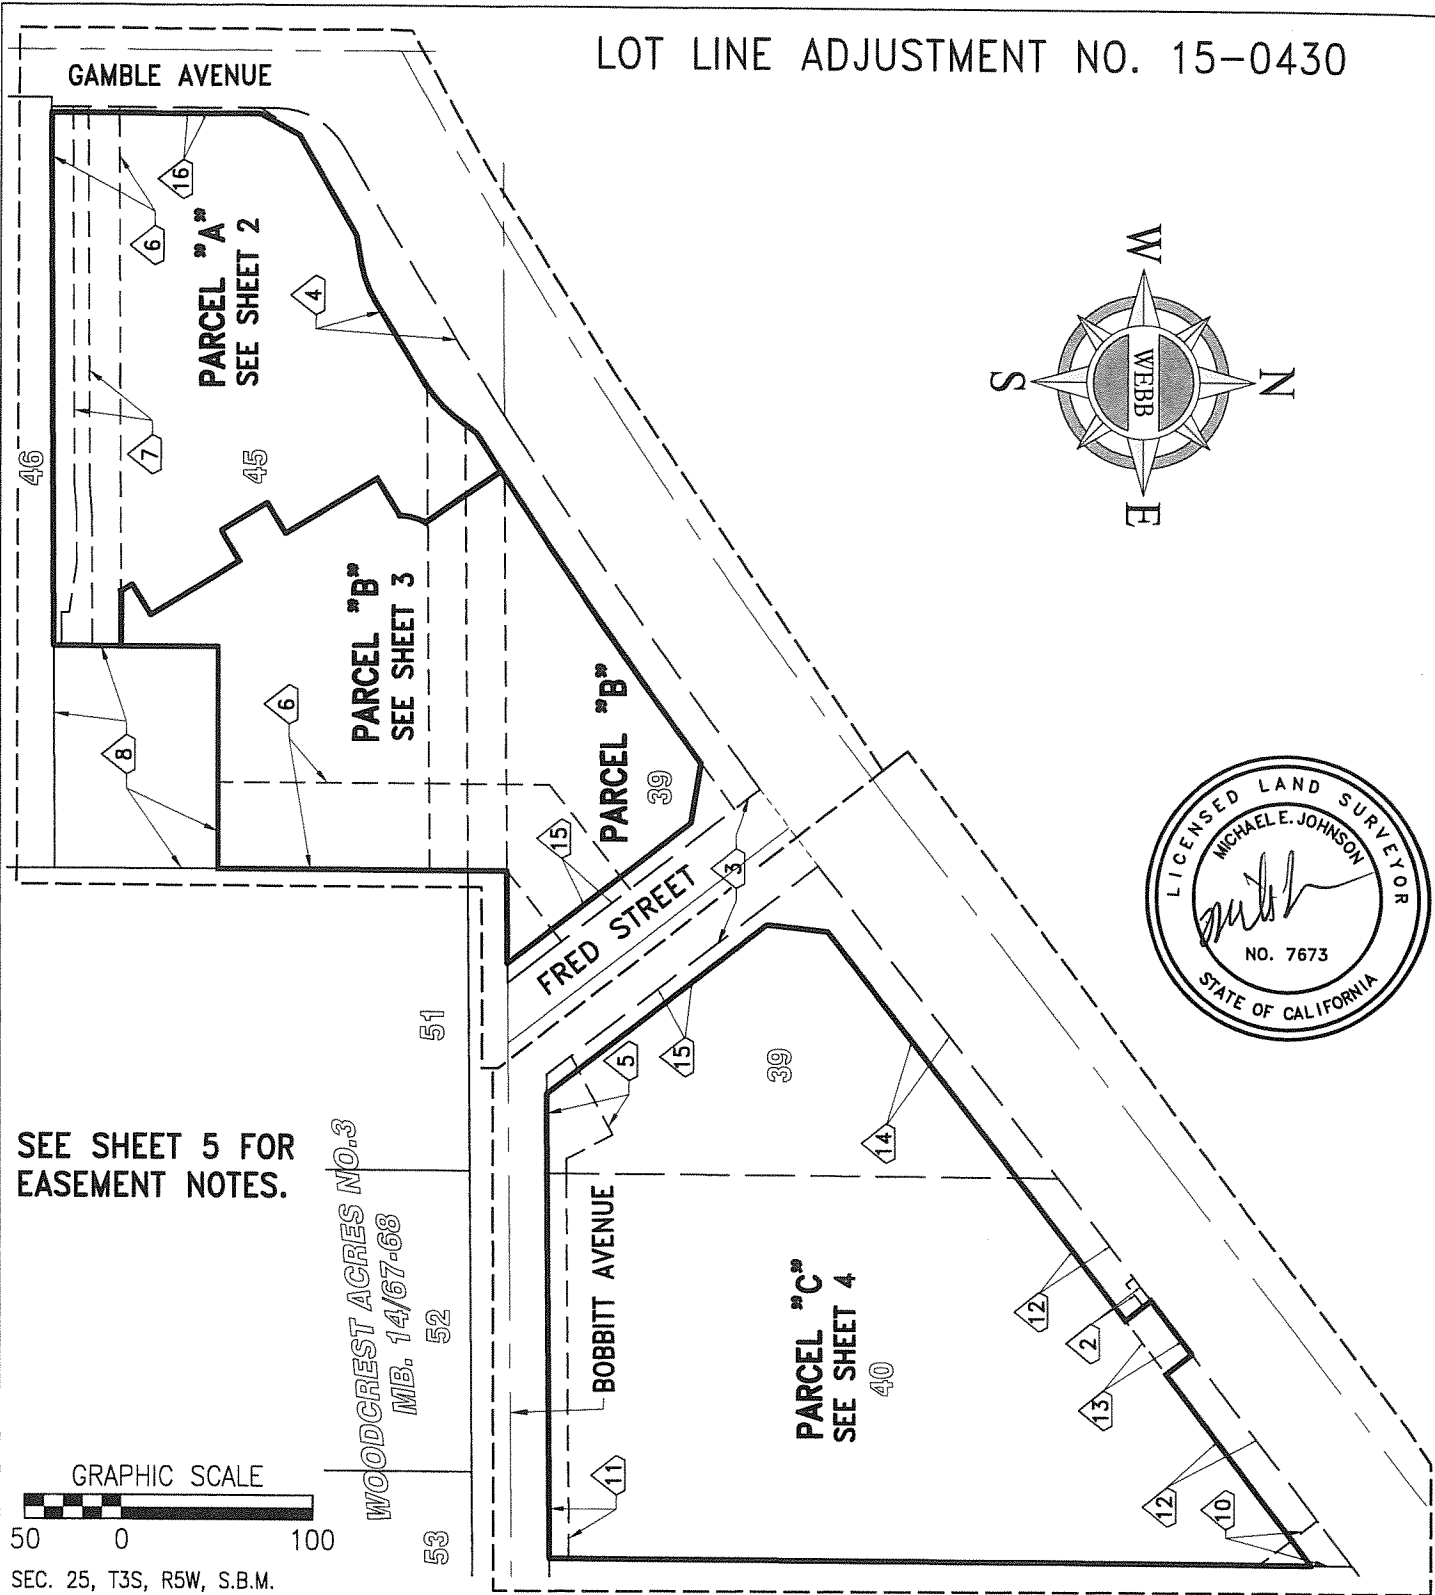 LOT LINE ADJUSTMENT NO. 15-0430
GAMBLE AVENUE
16
6
PARCEL "A"
SEE SHEET 2
4
W
S
N
E
WEBB
7
46
45
PARCEL "B"
SEE SHEET 3
6
8
PARCEL "B"
39
15
3
FRED STREET
LICENSED LAND SURVEYOR
MICHAEL E. JOHNSON
NO. 7673
STATE OF CALIFORNIA
51
5
15
39
14
SEE SHEET 5 FOR
EASEMENT NOTES.
WOODCREST ACRES NO.3
MB. 14/67-68
52
BOBBITT AVENUE
PARCEL "C"
SEE SHEET 4
40
12
2
13
11
12
10
53
GRAPHIC SCALE
50 0 100
SEC. 25, T3S, R5W, S.B.M.